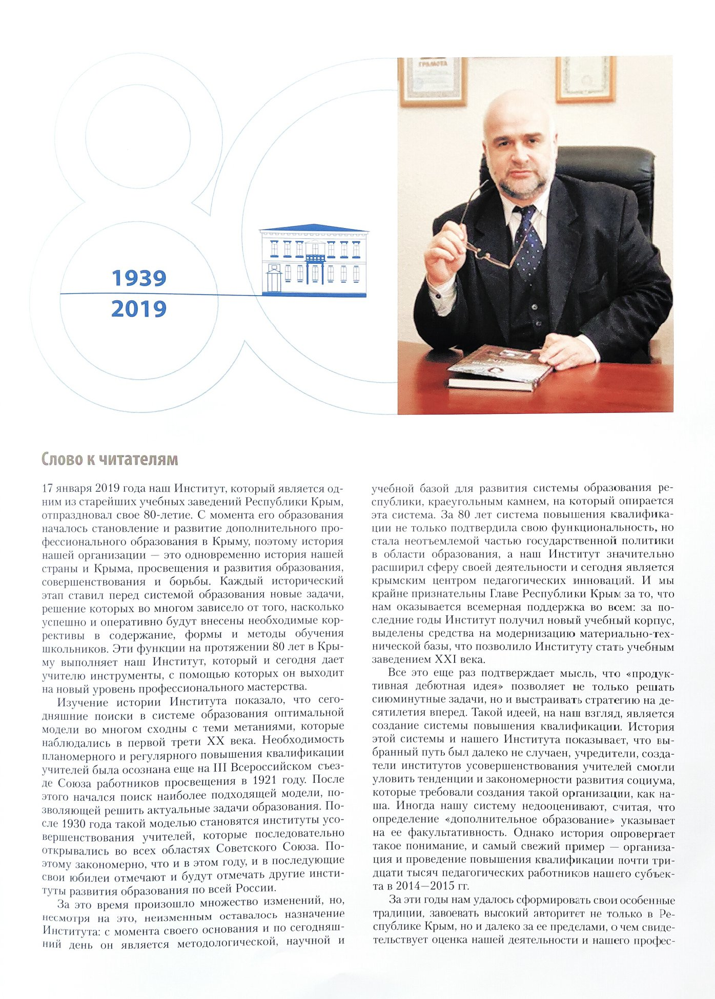 ГРАМОТА
1939
2019
Слово к читателям
17 января 2019 года наш Институт, который является од-
ним из старейших учебных заведений Республики Крым,
отпраздновал свое 80-летие. С момента его образования
началось становление и развитие дополнительного про-
фессионального образования в Крыму, поэтому история
нашей организации — это одновременно история нашей
страны и Крыма, просвещения и развития образования,
совершенствования и борьбы. Каждый исторический
этап ставил перед системой образования новые задачи,
решение которых во многом зависело от того, насколько
успешно и оперативно будут внесены необходимые кор-
рективы в содержание, формы и методы обучения
школьников. Эти функции на протяжении 80 лет в Кры-
му выполняет наш Институт, который и сегодня дает
учителю инструменты, с помощью которых он выходит
на новый уровень профессионального мастерства.
Изучение истории Института показало, что сего-
дняшние поиски в системе образования оптимальной
модели во многом сходны с теми метаниями, которые
наблюдались в первой трети XX века. Необходимость
планомерного и регулярного повышения квалификации
учителей была осознана еще на III Всероссийском съез-
де Союза работников просвещения в 1921 году. После
этого начался поиск наиболее подходящей модели, по-
зволяющей решить актуальные задачи образования. По-
сле 1930 года такой моделью становятся институты усо-
вершенствования учителей, которые последовательно
открывались во всех областях Советского Союза. По-
этому закономерно, что и в этом году, и в последующие
свои юбилеи отмечают и будут отмечать другие инсти-
туты развития образования по всей России.
За это время произошло множество изменений, но,
несмотря на это, неизменным оставалось назначение
Института: с момента своего основания и по сегодняш-
ний день он является методологической, научной и
учебной базой для развития системы образования ре-
спублики, краеугольным камнем, на который опирается
эта система. За 80 лет система повышения квалифика-
ции не только подтвердила свою функциональность, но
стала неотъемлемой частью государственной политики
в области образования, а наш Институт значительно
расширил сферу своей деятельности и сегодня является
крымским центром педагогических инноваций. И мы
крайне признательны Главе Республики Крым за то, что
нам оказывается всемерная поддержка во всем: за по-
следние годы Институт получил новый учебный корпус,
выделены средства на модернизацию материально-тех-
нической базы, что позволило Институту стать учебным
заведением XXI века.
Все это еще раз подтверждает мысль, что «продук-
тивная дебютная идея» позволяет не только решать
сиюминутные задачи, но и выстраивать стратегию на де-
сятилетия вперед. Такой идеей, на наш взгляд, является
создание системы повышения квалификации. История
этой системы и нашего Института показывает, что вы-
бранный путь был далеко не случаен, учредители, созда-
тели институтов усовершенствования учителей смогли
уловить тенденции и закономерности развития социума,
которые требовали создания такой организации, как на-
ша. Иногда нашу систему недооценивают, считая, что
определение «дополнительное образование» указывает
на ее факультативность. Однако история опровергает
такое понимание, и самый свежий пример — организа-
ция и проведение повышения квалификации почти три-
дцати тысяч педагогических работников нашего субъек-
та в 2014—2015 гг.
За эти годы нам удалось сформировать свои особенные
традиции, завоевать высокий авторитет не только в Ре-
спублике Крым, но и далеко за ее пределами, о чем свиде-
тельствует оценка нашей деятельности и нашего профес-